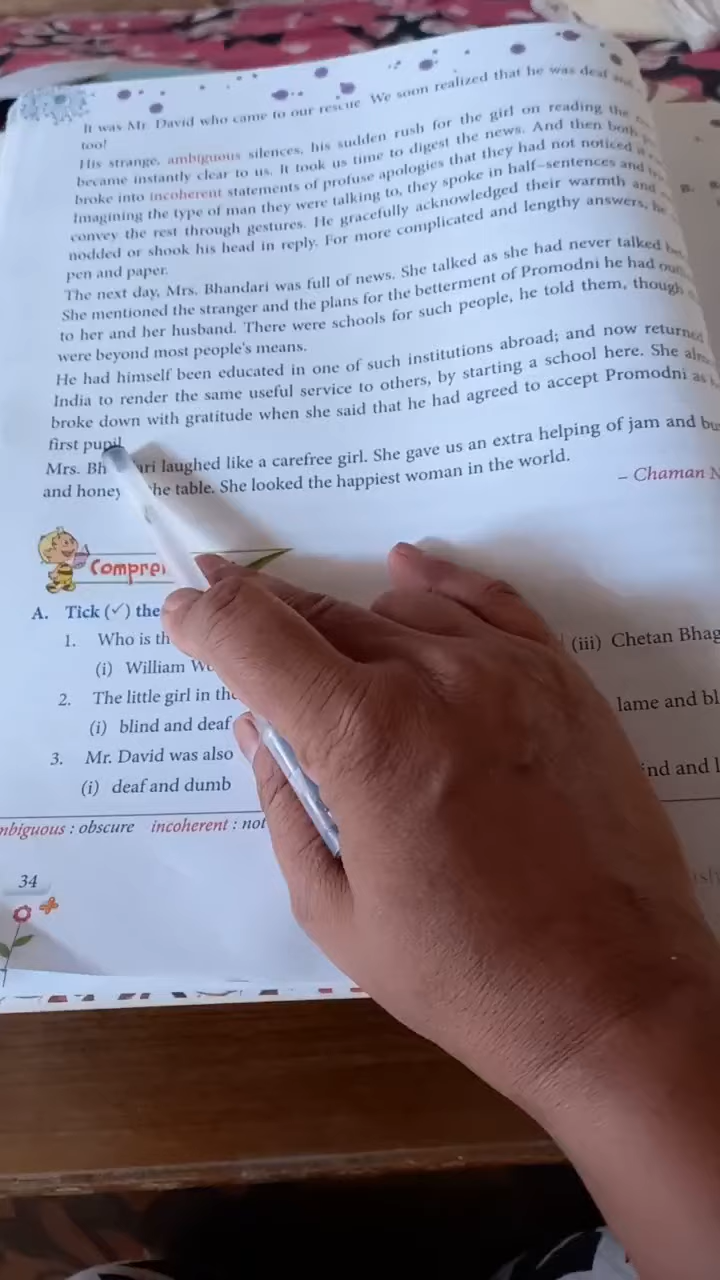 It was Mr. David who came to our rescue. We soon realized that he was deaf
too!
His strange, ambiguous silences, his sudden rush for the girl on reading the
became instantly clear to us. It took us time to digest the news. And then both
broke into incoherent statements of profuse apologies that they had not noticed
Imagining the type of man they were talking to, they spoke in half-sentences and
convey the rest through gestures. He gracefully acknowledged their warmth and
nodded or shook his head in reply. For more complicated and lengthy answers, he
pen and paper.
The next day, Mrs. Bhandari was full of news. She talked as she had never talked
She mentioned the stranger and the plans for the betterment of Promodni he had
to her and her husband. There were schools for such people, he told them, though
were beyond most people's means.
He had himself been educated in one of such institutions abroad; and now returned
India to render the same useful service to others, by starting a school here. She
broke down with gratitude when she said that he had agreed to accept Promodni as
first pupil
Mrs. Bh ari laughed like a carefree girl. She gave us an extra helping of jam and
and honey the table. She looked the happiest woman in the world.
– Chaman
Compre
A. Tick (✓) the
1. Who is th (iii) Chetan Bhag
(i) William
2. The little girl in the lame and bl
(i) blind and deaf
3. Mr. David was also nd and
(i) deaf and dumb
mbiguous : obscure incoherent : not
34